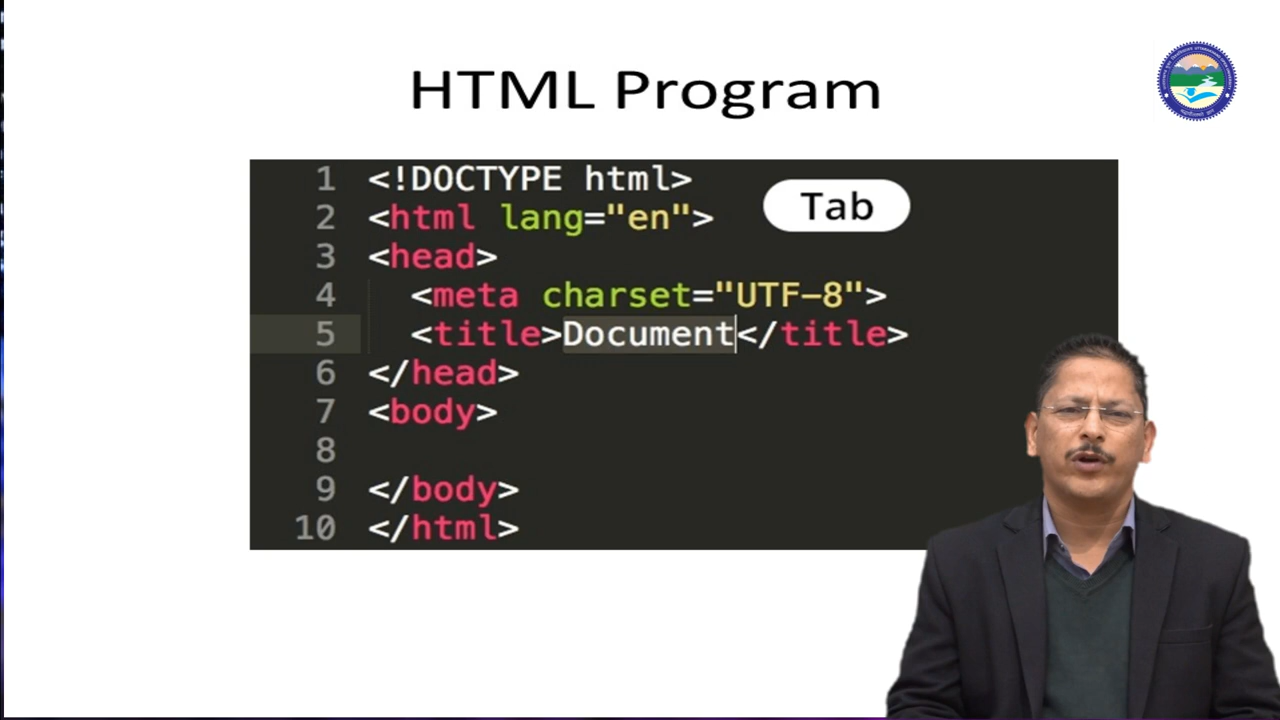 HTML Program
1 <!DOCTYPE html>
Tab
2 <html lang="en">
3 <head>
4 <meta charset="UTF-8">
5 <title>Document</title>
6 </head>
7 <body>
8
9 </body>
10 </html>